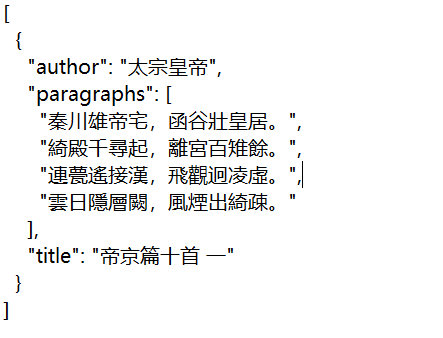 [
  {
    "author": "太宗皇帝",
    "paragraphs": [
      "秦川雄帝宅，函谷壯皇居。",
      "綺殿千尋起，離宮百雉餘。",
      "連甍遙接漢，飛觀迥凌虛。",
      "雲日隱層闕，風煙出綺疎。"
    ],
    "title": "帝京篇十首 一"
  }
]